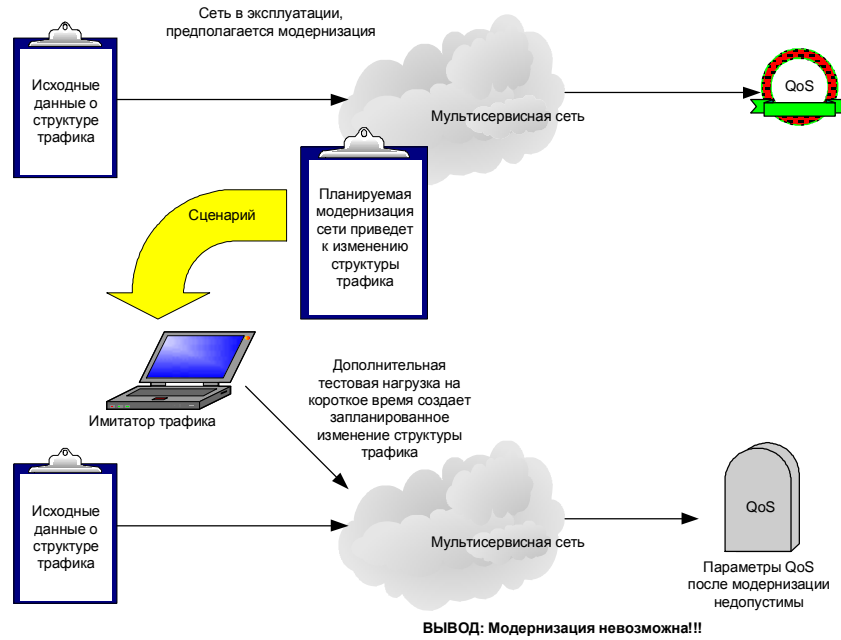 Сеть в эксплуатации,
предполагается модернизация
Исходные
данные о
структуре
трафика
Мультисервисная сеть
QoS
Планируемая
модернизация
сети приведет
к изменению
структуры
трафика
Сценарий
Имитатор трафика
Дополнительная
тестовая нагрузка на
короткое время создает
запланированное
изменение структуры
трафика
Исходные
данные о
структуре
трафика
Мультисервисная сеть
QoS
Параметры QoS
после модернизации
недопустимы
ВЫВОД: Модернизация невозможна!!!